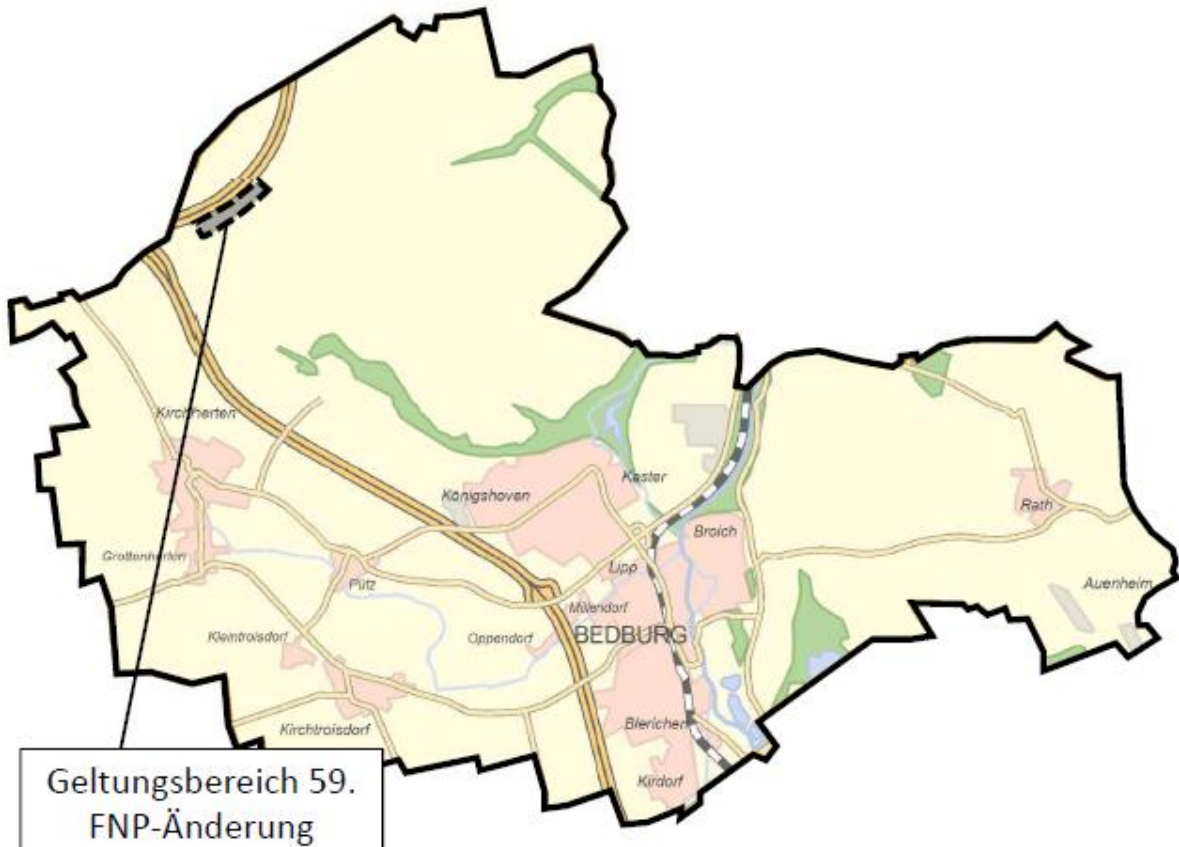 Kirchherten
Kaster
Königshoven
Rath
Broich
Grottenherten
Lipp
Pütz
Auenheim
Millendorf
Kleintroisdorf
Oppendorf
BEDBURG
Blerichen
Kirchtroisdorf
Kirdorf
Geltungsbereich 59.
FNP-Änderung